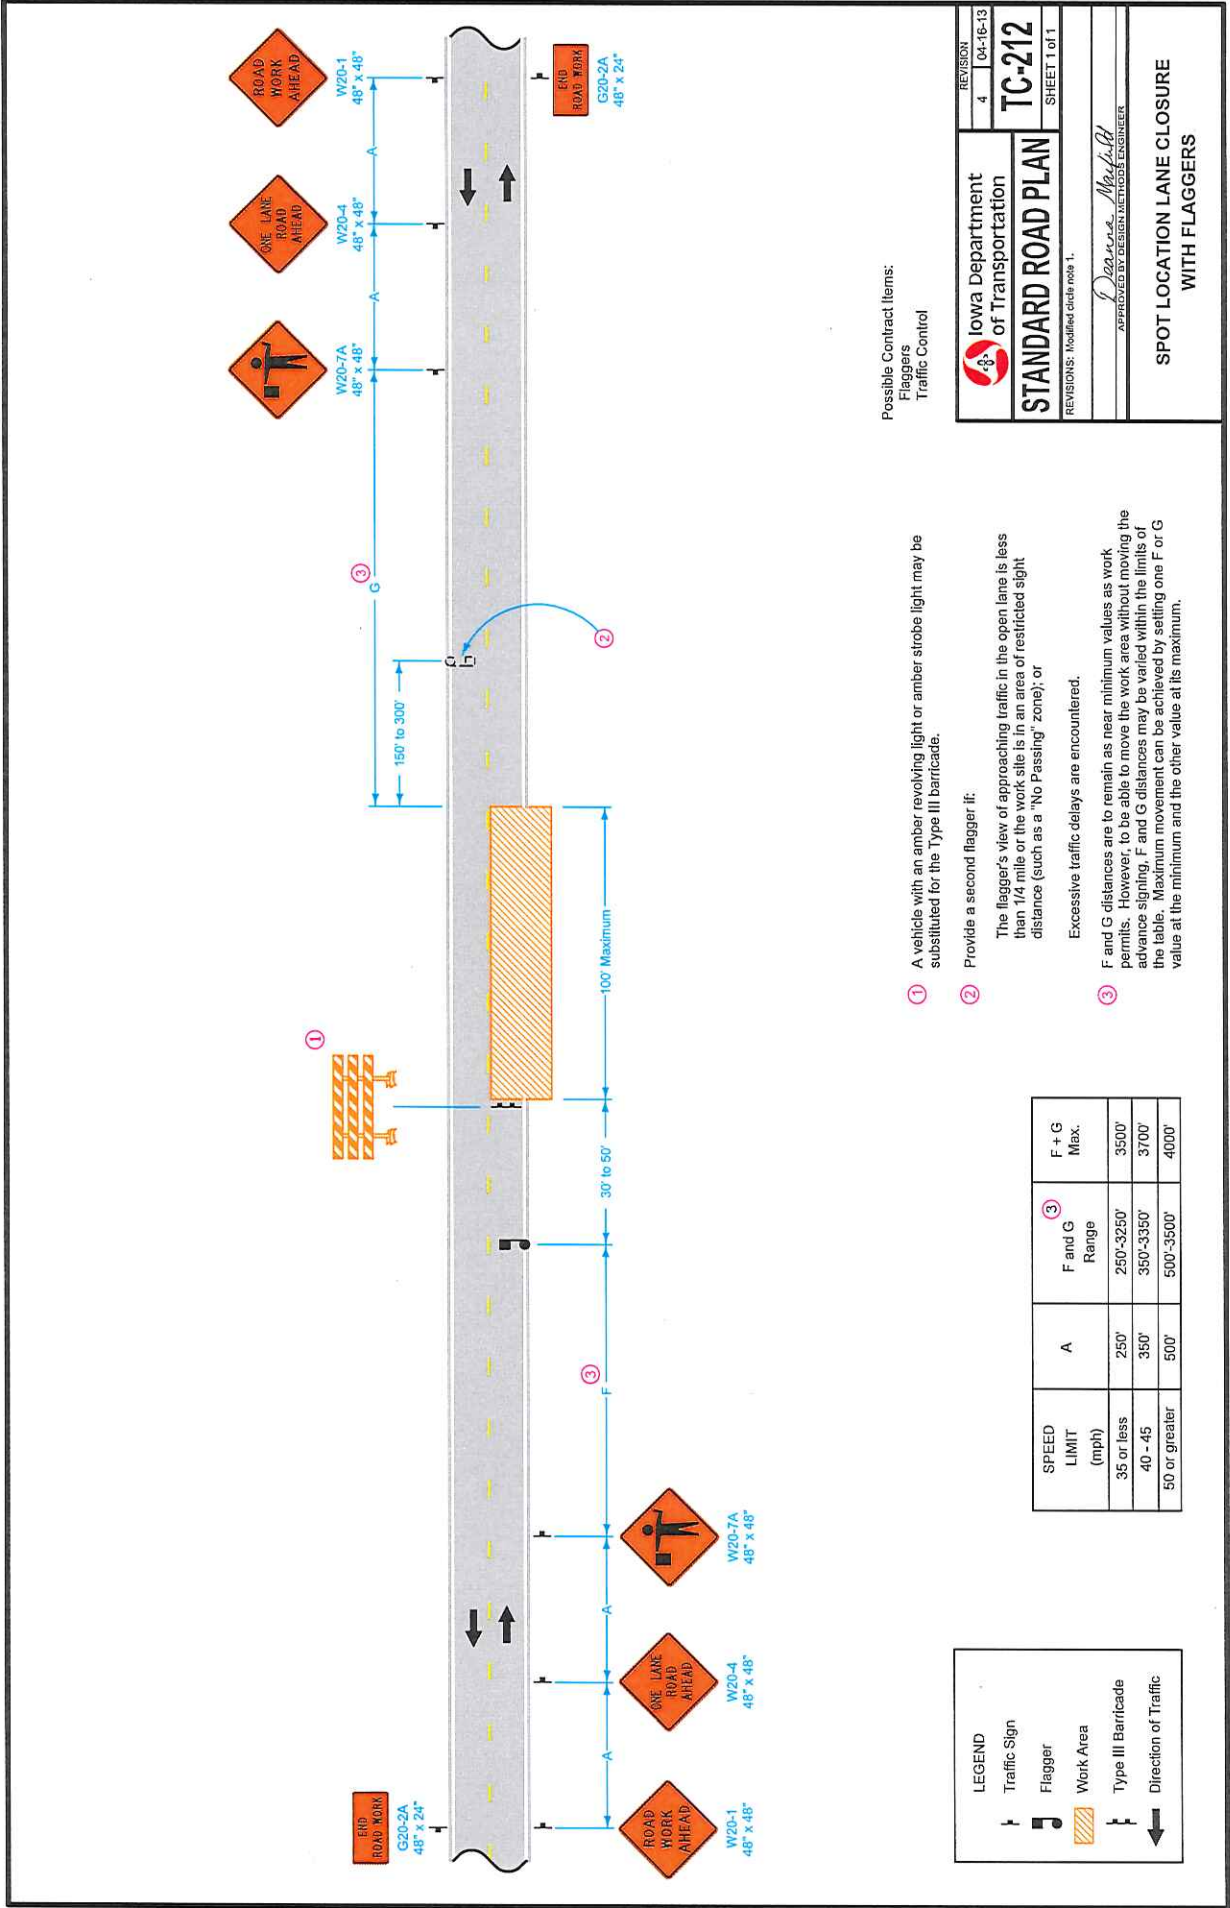 END
ROAD WORK
G20-2A
48" x 24"
ROAD
WORK
AHEAD
W20-1
48" x 48"
A
ONE LANE
ROAD
AHEAD
W20-4
48" x 48"
A
W20-7A
48" x 48"
F
3
30' to 50'
1
100' Maximum
150' to 300'
2
G
3
W20-7A
48" x 48"
A
ONE LANE
ROAD
AHEAD
W20-4
48" x 48"
A
ROAD
WORK
AHEAD
W20-1
48" x 48"
END
ROAD WORK
G20-2A
48" x 24"
LEGEND
Traffic Sign
Flagger
Work Area
Type III Barricade
Direction of Traffic
SPEED
LIMIT
(mph)
A
F and G
Range
3
F + G
Max.
35 or less 250' 250'-3250' 3500'
40 - 45 350' 350'-3350' 3700'
50 or greater 500' 500'-3500' 4000'
1 A vehicle with an amber revolving light or amber strobe light may be
substituted for the Type III barricade.
2 Provide a second flagger if:
The flagger's view of approaching traffic in the open lane is less
than 1/4 mile or the work site is in an area of restricted sight
distance (such as a "No Passing" zone); or
Excessive traffic delays are encountered.
3 F and G distances are to remain as near minimum values as work
permits. However, to be able to move the work area without moving the
advance signing, F and G distances may be varied within the limits of
the table. Maximum movement can be achieved by setting one F or G
value at the minimum and the other value at its maximum.
Possible Contract Items:
Flaggers
Traffic Control
Iowa Department
of Transportation
REVISION
4 04-16-13
STANDARD ROAD PLAN
TC-212
SHEET 1 of 1
REVISIONS: Modified circle note 1.
Deanna Maifield
APPROVED BY DESIGN METHODS ENGINEER
SPOT LOCATION LANE CLOSURE
WITH FLAGGERS